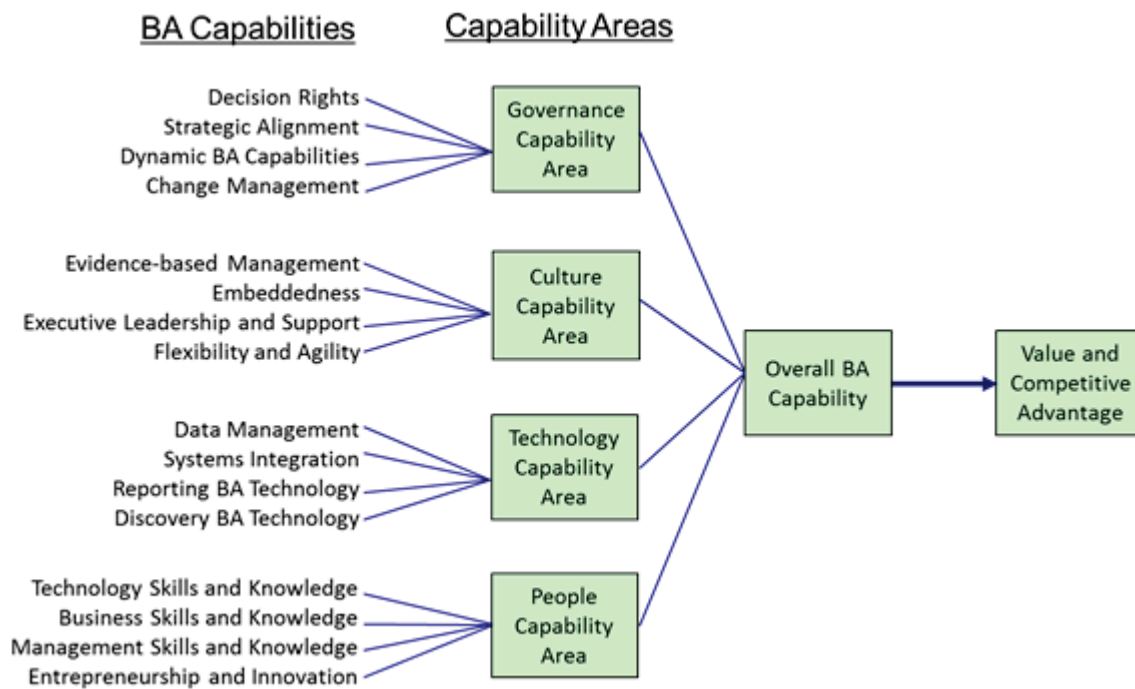 BA Capabilities
Capability Areas
Decision Rights
Strategic Alignment
Dynamic BA Capabilities
Change Management
Governance
Capability
Area
Evidence-based Management
Embeddedness
Executive Leadership and Support
Flexibility and Agility
Culture
Capability
Area
Data Management
Systems Integration
Reporting BA Technology
Discovery BA Technology
Technology
Capability
Area
Technology Skills and Knowledge
Business Skills and Knowledge
Management Skills and Knowledge
Entrepreneurship and Innovation
People
Capability
Area
Overall BA
Capability
Value and
Competitive
Advantage